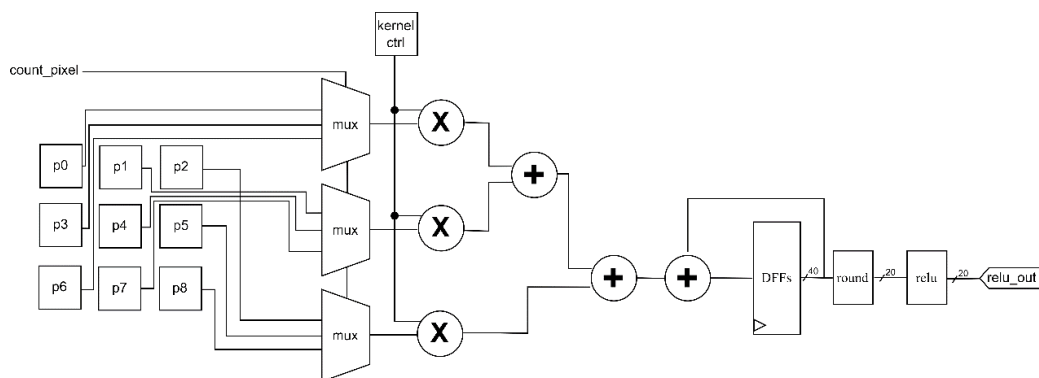 kernel
ctrl
count_pixel
mux
X
p0
p1
p2
+
p3
p4
p5
mux
X
p6
p7
p8
+
+
DFFs
40
round
20
relu
20
relu_out
mux
X